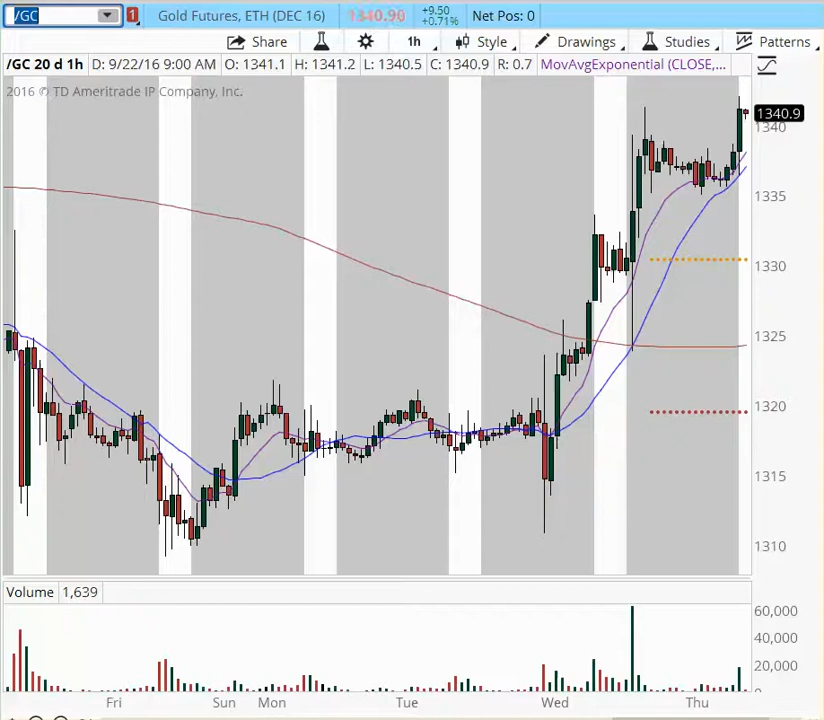 /GC 1 Gold Futures, ETH (DEC 16) 1340.90 +9.50 +0.71% Net Pos: 0
Share 1h Style Drawings Studies Patterns
/GC 20 d 1h D: 9/22/16 9:00 AM O: 1341.1 H: 1341.2 L: 1340.5 C: 1340.9 R: 0.7 MovAvgExponential (CLOSE,...
2016 © TD Ameritrade IP Company, Inc.
1340.9
1340
1335
1330
1325
1320
1315
1310
Volume 1,639
60,000
40,000
20,000
Fri Sun Mon Tue Wed Thu